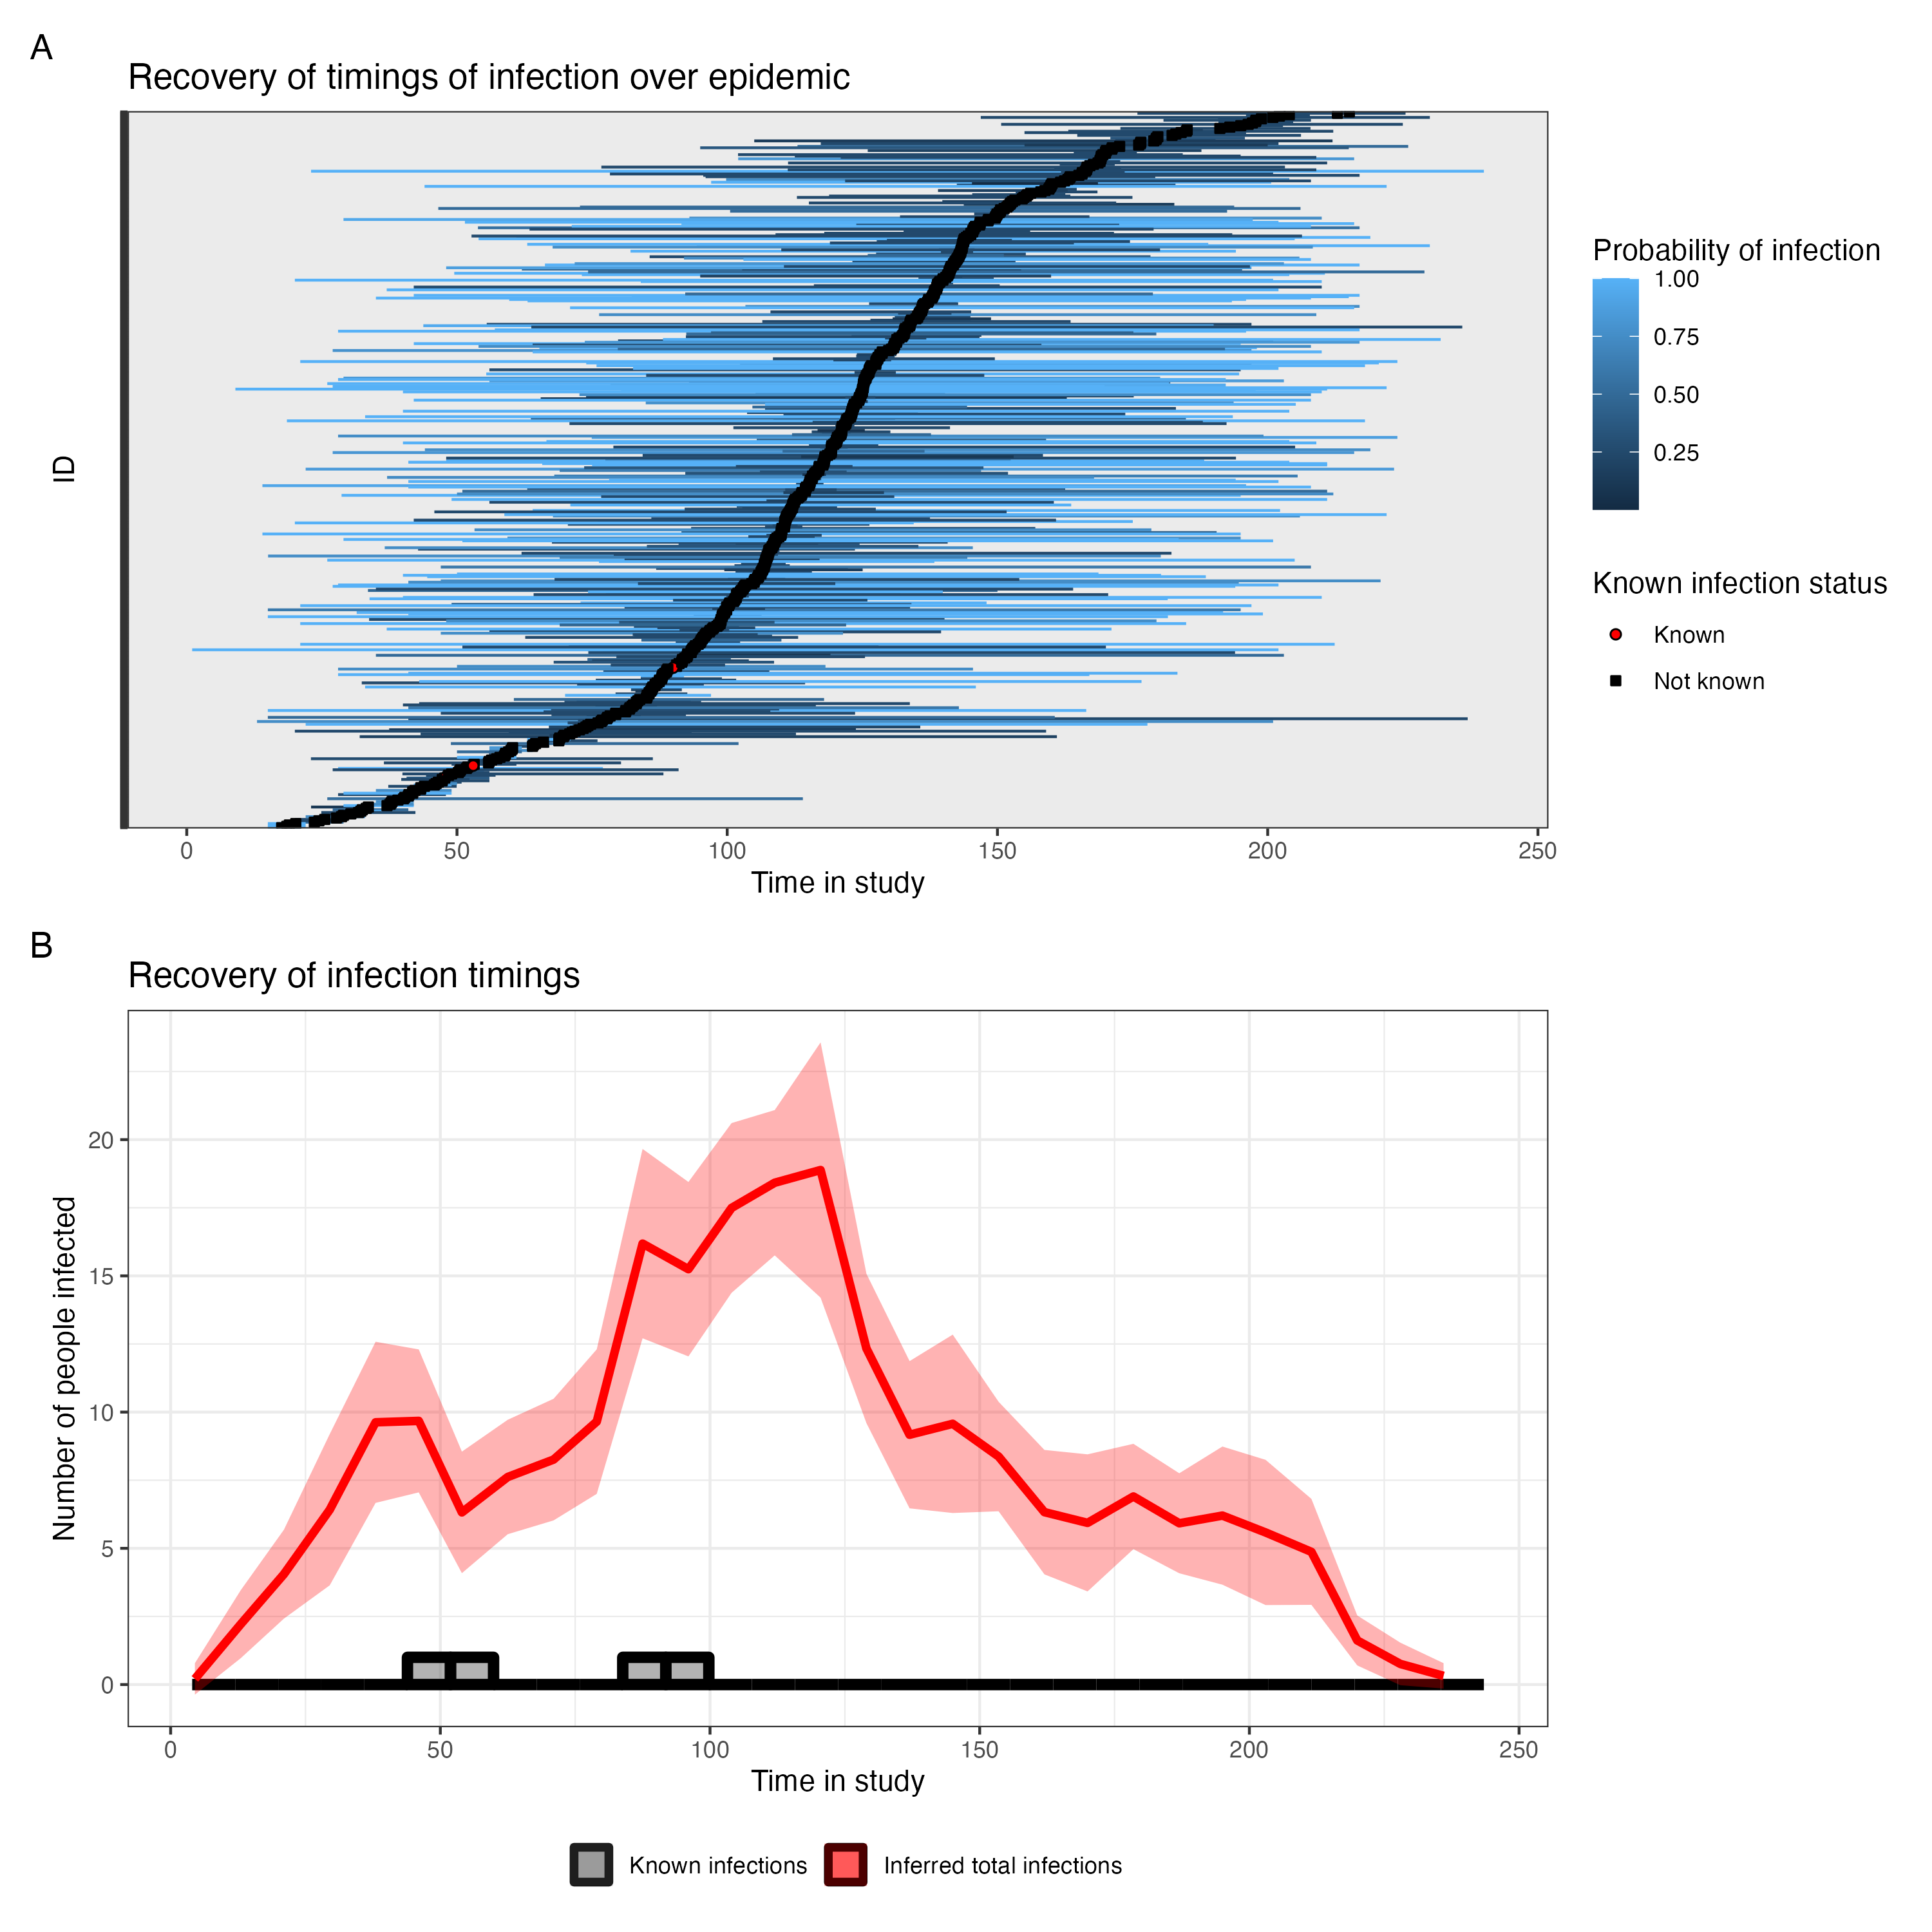 A
Recovery of timings of infection over epidemic
ID
0 50 100 150 200 250
Time in study
Probability of infection
1.00
0.75
0.50
0.25
Known infection status
Known
Not known
B
Recovery of infection timings
Number of people infected
20
15
10
5
0
0 50 100 150 200 250
Time in study
Known infections Inferred total infections